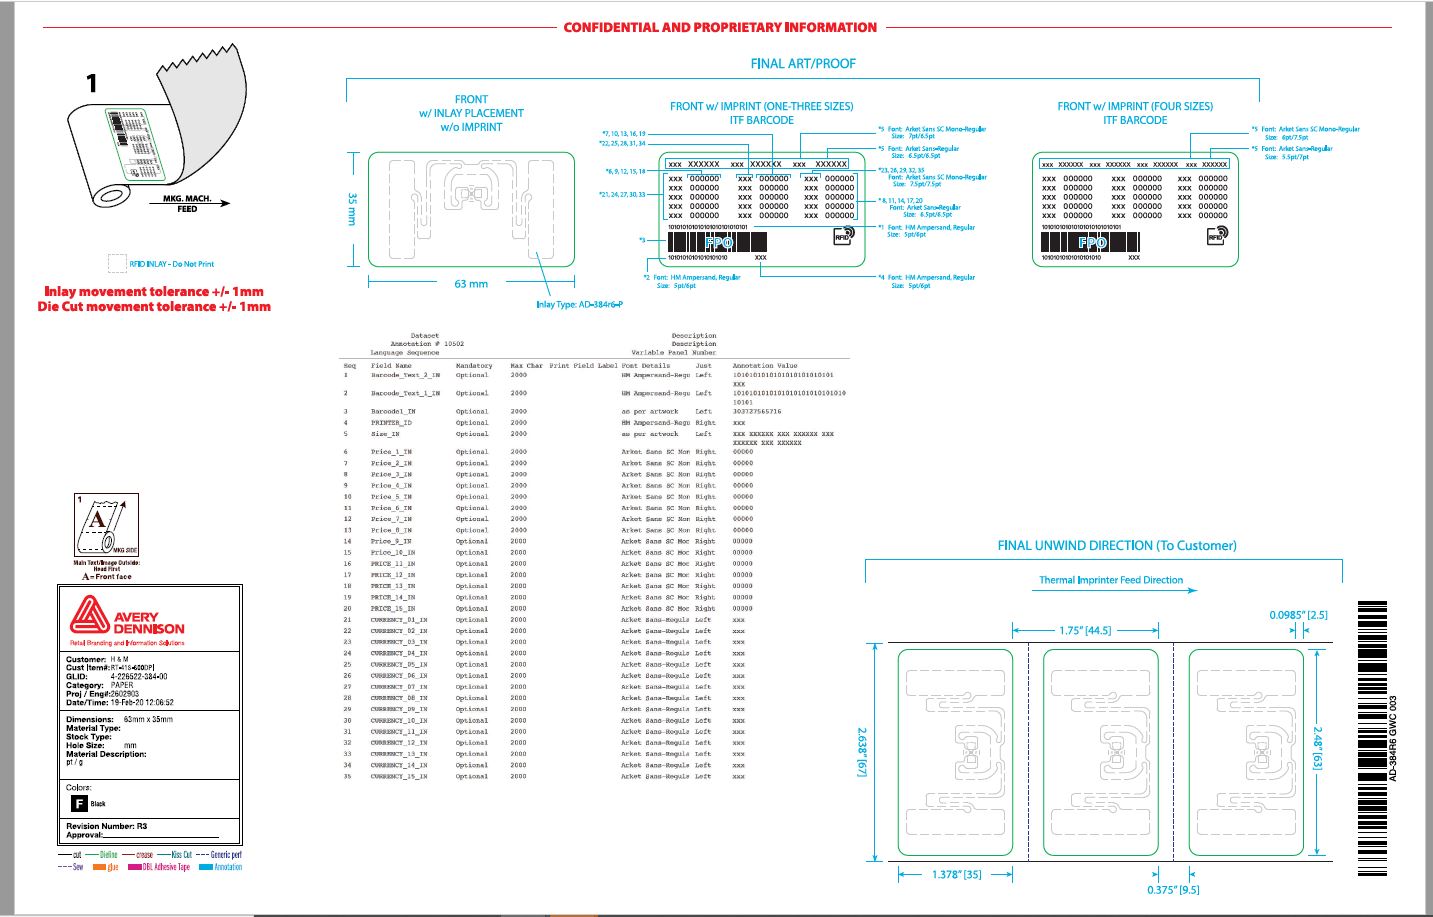 CONFIDENTIAL AND PROPRIETARY INFORMATION
1
MKG. MACH.
FEED
RFID INLAY - Do Not Print
Inlay movement tolerance +/- 1mm
Die Cut movement tolerance +/- 1mm
FINAL ART/PROOF
FRONT
w/ INLAY PLACEMENT
w/o IMPRINT
35 mm
63 mm
Inlay Type: AD-384r6-P
FRONT w/ IMPRINT (ONE-THREE SIZES)
ITF BARCODE
*7, 10, 13, 16, 19
*22, 25, 28, 31, 34
*6, 9, 12, 15, 18
*21, 24, 27, 30, 33
*3
*2 Font: HM Ampersand, Regular
Size: 5pt/6pt
*5 Font: Arket Sans SC Mono-Regular
Size: 7pt/6.5pt
*5 Font: Arket Sans-Regular
Size: 6.5pt/6.5pt
*23, 26, 29, 32, 35
Font: Arket Sans SC Mono-Regular
Size: 7.5pt/7.5pt
*8, 11, 14, 17, 20
Font: Arket Sans-Regular
Size: 6.5pt/6.5pt
*1 Font: HM Ampersand, Regular
Size: 5pt/6pt
*4 Font: HM Ampersand, Regular
Size: 5pt/6pt
xxx XXXXXX xxx XXXXXX xxx XXXXXX
xxx 000000 xxx 000000 xxx 000000
xxx 000000 xxx 000000 xxx 000000
xxx 000000 xxx 000000 xxx 000000
xxx 000000 xxx 000000 xxx 000000
xxx 000000 xxx 000000 xxx 000000
FPO
RFID
XXX
FRONT w/ IMPRINT (FOUR SIZES)
ITF BARCODE
*5 Font: Arket Sans SC Mono-Regular
Size: 6pt/7.5pt
*5 Font: Arket Sans-Regular
Size: 5.5pt/7pt
xxx XXXXXX xxx XXXXXX xxx XXXXXX xxx XXXXXX
xxx 000000 xxx 000000 xxx 000000
xxx 000000 xxx 000000 xxx 000000
xxx 000000 xxx 000000 xxx 000000
xxx 000000 xxx 000000 xxx 000000
xxx 000000 xxx 000000 xxx 000000
FPO
RFID
XXX
Dataset Description
Annotation # 10502 Description
Language Sequence Variable Panel Number
Seq Field Name Mandatory Max Char Print Field Label Font Details Just Annotation Value
1 Barcode_Text_2_IN Optional 2000 HM Ampersand-Regu Left
XXX
2 Barcode_Text_1_IN Optional 2000 HM Ampersand-Regu Left
10101
3 Barcode1_IN Optional 2000 as per artwork Left 303727565716
4 PRINTER_ID Optional 2000 HM Ampersand-Regu Right xxx
5 Size_IN Optional 2000 as per artwork Left XXX XXXXXX XXX XXXXXX XXX
XXXXXX XXX XXXXXX
6 Price_1_IN Optional 2000 Arket Sans SC Mon Right 00000
7 Price_2_IN Optional 2000 Arket Sans SC Mon Right 00000
8 Price_3_IN Optional 2000 Arket Sans SC Mon Right 00000
9 Price_4_IN Optional 2000 Arket Sans SC Mon Right 00000
10 Price_5_IN Optional 2000 Arket Sans SC Mon Right 00000
11 Price_6_IN Optional 2000 Arket Sans SC Mon Right 00000
12 Price_7_IN Optional 2000 Arket Sans SC Mon Right 00000
13 Price_8_IN Optional 2000 Arket Sans SC Mon Right 00000
14 Price_9_IN Optional 2000 Arket Sans SC Mon Right 00000
15 Price_10_IN Optional 2000 Arket Sans SC Mon Right 00000
16 PRICE_11_IN Optional 2000 Arket Sans SC Mon Right 00000
17 PRICE_12_IN Optional 2000 Arket Sans SC Mon Right 00000
18 PRICE_13_IN Optional 2000 Arket Sans SC Mon Right 00000
19 PRICE_14_IN Optional 2000 Arket Sans SC Mon Right 00000
20 PRICE_15_IN Optional 2000 Arket Sans SC Mon Right 00000
21 CURRENCY_01_IN Optional 2000 Arket Sans-Regula Left xxx
22 CURRENCY_02_IN Optional 2000 Arket Sans-Regula Left xxx
23 CURRENCY_03_IN Optional 2000 Arket Sans-Regula Left xxx
24 CURRENCY_04_IN Optional 2000 Arket Sans-Regula Left xxx
25 CURRENCY_05_IN Optional 2000 Arket Sans-Regula Left xxx
26 CURRENCY_06_IN Optional 2000 Arket Sans-Regula Left xxx
27 CURRENCY_07_IN Optional 2000 Arket Sans-Regula Left xxx
28 CURRENCY_08_IN Optional 2000 Arket Sans-Regula Left xxx
29 CURRENCY_09_IN Optional 2000 Arket Sans-Regula Left xxx
30 CURRENCY_10_IN Optional 2000 Arket Sans-Regula Left xxx
31 CURRENCY_11_IN Optional 2000 Arket Sans-Regula Left xxx
32 CURRENCY_12_IN Optional 2000 Arket Sans-Regula Left xxx
33 CURRENCY_13_IN Optional 2000 Arket Sans-Regula Left xxx
34 CURRENCY_14_IN Optional 2000 Arket Sans-Regula Left xxx
35 CURRENCY_15_IN Optional 2000 Arket Sans-Regula Left xxx
1
A
MKG SIDE
Main Text/Image Outside:
Head First
A = Front face
AVERY
DENNISON
Retail Branding and Information Solutions
Customer: H & M
Cust Item#: RT-41S-600DPI
GLID: 4-226522-384-00
Category: PAPER
Proj / Eng#: 2602903
Date/Time: 19-Feb-20 12:06:52
Dimensions: 63mm x 35mm
Material Type:
Stock Type:
Hole Size: mm
Material Description:
pt / g
Colors:
F Black
Revision Number: R3
Approval:
cut Dieline crease Kiss Cut Generic perf
Sew glue DBL Adhesive Tape Annotation
FINAL UNWIND DIRECTION (To Customer)
Thermal Imprinter Feed Direction
0.0985" [2.5]
1.75" [44.5]
2.638" [67]
2.48" [63]
1.378" [35]
0.375" [9.5]
AD-384R6 GWC 003